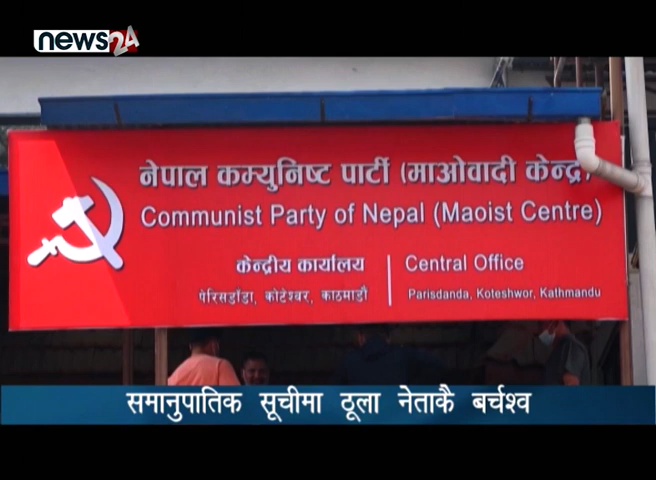 news24
नेपाल कम्युनिष्ट पार्टी (माओवादी केन्द्र)
Communist Party of Nepal (Maoist Centre)
केन्द्रीय कार्यालय
पेरिसडाँडा, कोटेश्वर, काठमाडौं
Central Office
Parisdanda, Koteshwor, Kathmandu
समानुपातिक सूचीमा ठूला नेताकै बर्चश्व